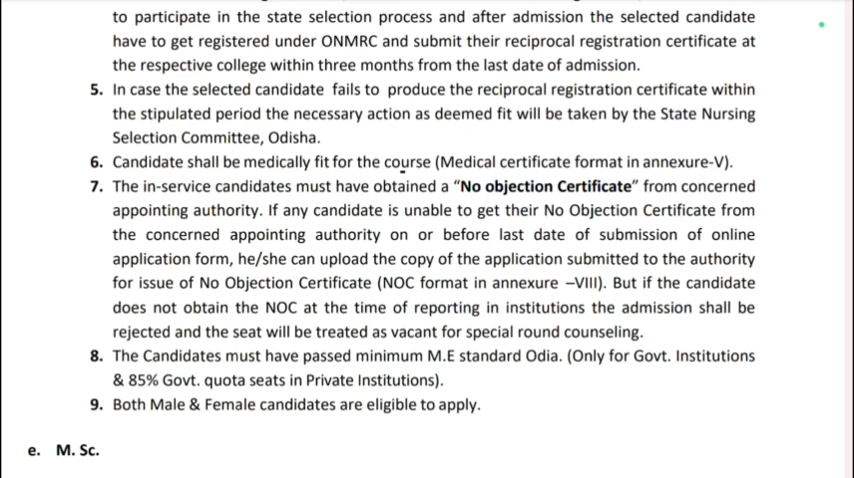 to participate in the state selection process and after admission the selected candidate
have to get registered under ONMRC and submit their reciprocal registration certificate at
the respective college within three months from the last date of admission.
5. In case the selected candidate fails to produce the reciprocal registration certificate within
the stipulated period the necessary action as deemed fit will be taken by the State Nursing
Selection Committee, Odisha.
6. Candidate shall be medically fit for the course (Medical certificate format in annexure-V).
7. The in-service candidates must have obtained a “No objection Certificate” from concerned
appointing authority. If any candidate is unable to get their No Objection Certificate from
the concerned appointing authority on or before last date of submission of online
application form, he/she can upload the copy of the application submitted to the authority
for issue of No Objection Certificate (NOC format in annexure –VIII). But if the candidate
does not obtain the NOC at the time of reporting in institutions the admission shall be
rejected and the seat will be treated as vacant for special round counseling.
8. The Candidates must have passed minimum M.E standard Odia. (Only for Govt. Institutions
& 85% Govt. quota seats in Private Institutions).
9. Both Male & Female candidates are eligible to apply.
e. M. Sc.